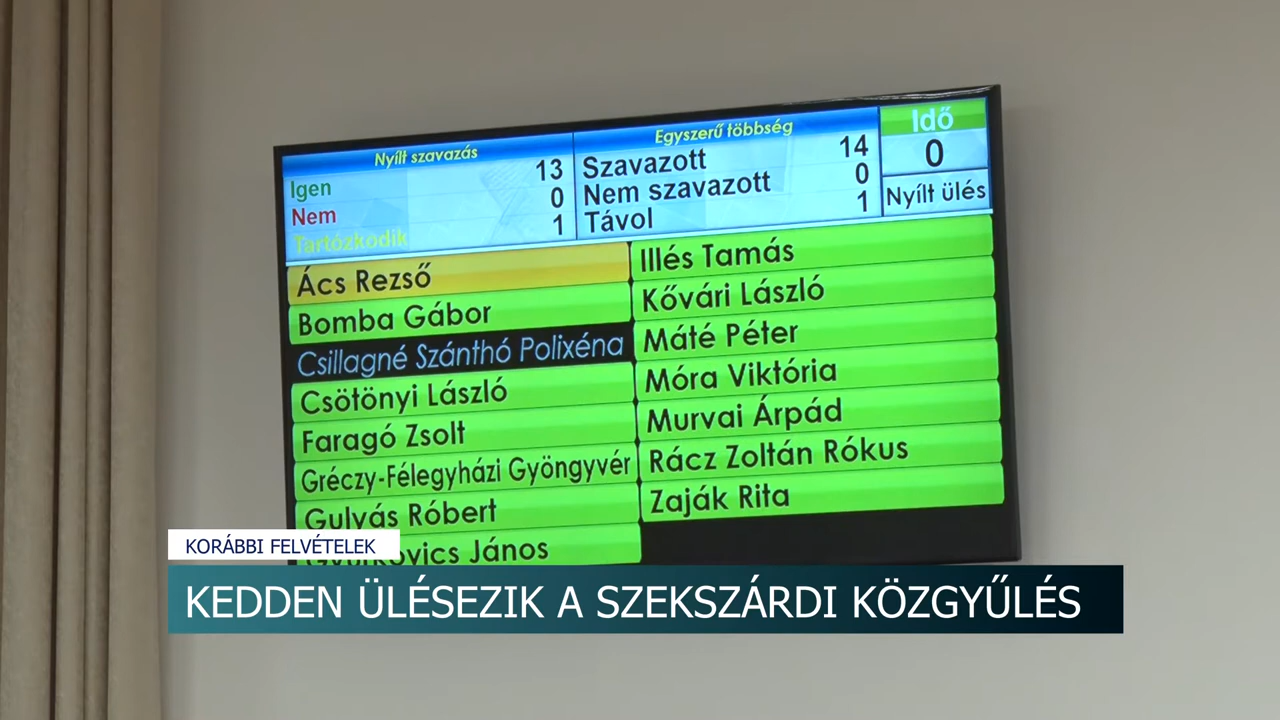 Nyílt szavazás
Igen 13
Nem 0
Tartózkodik 1
Egyszerű többség
Szavazott 14
Nem szavazott 0
Távol 1
Idő
0
Nyílt ülés
Ács Rezső
Bomba Gábor
Csillagné Szánthó Polixéna
Csötönyi László
Faragó Zsolt
Gréczy-Félegyházi Gyöngyvér
Gulyás Róbert
János
Illés Tamás
Kővári László
Máté Péter
Móra Viktória
Murvai Árpád
Rácz Zoltán Rókus
Zaják Rita
KORÁBBI FELVÉTELEK
KEDDEN ÜLÉSEZIK A SZEKSZÁRDI KÖZGYŰLÉS